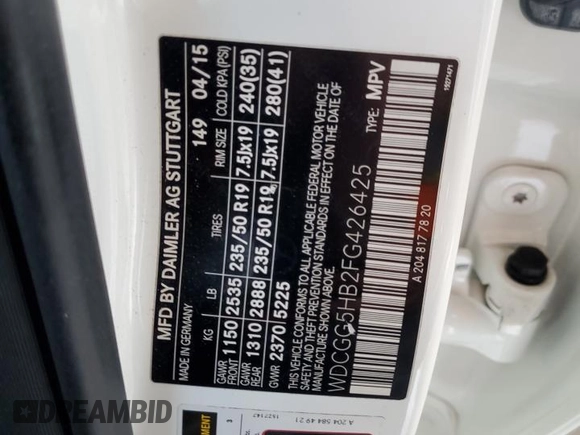 MFD BY DAIMLER AG STUTTGART
MADE IN GERMANY 149 04/15
KG LB TIRES RIM SIZE COLD KPA(PSI)
GAWR FRONT 1150 2535 235/50 R19 7.5Jx19 240(35)
GAWR REAR 1310 2888 235/50 R19 7.5Jx19 280(41)
GVWR 2370 5225
THIS VEHICLE CONFORMS TO ALL APPLICABLE FEDERAL MOTOR VEHICLE
SAFETY AND THEFT PREVENTION STANDARDS IN EFFECT ON THE DATE OF
MANUFACTURE SHOWN ABOVE.
WDCGG5HB2FG426425 TYPE: MPV
A 204 817 78 20
A 204 584 49 21
AutoBidMaster